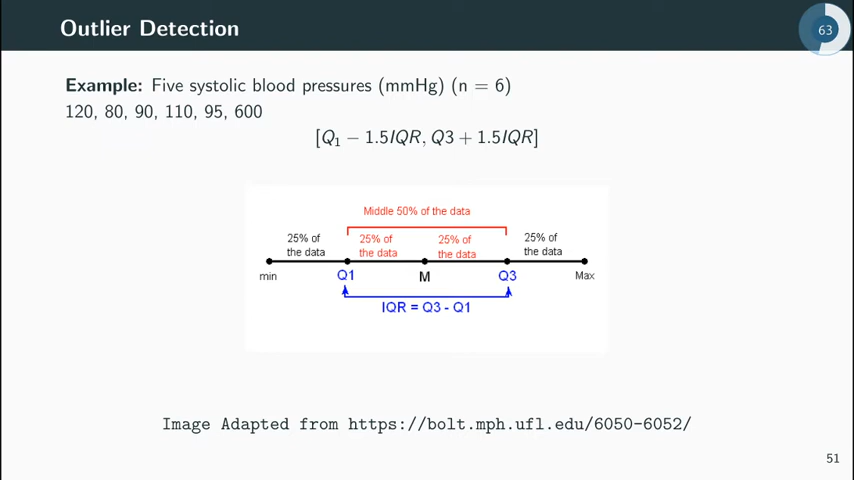 Outlier Detection
63
Example: Five systolic blood pressures (mmHg) (n = 6)
120, 80, 90, 110, 95, 600
[Q₁ − 1.5IQR, Q3 + 1.5IQR]
Middle 50% of the data
25% of the data
25% of the data
25% of the data
25% of the data
min
Q1
M
Q3
Max
IQR = Q3 - Q1
Image Adapted from https://bolt.mph.ufl.edu/6050-6052/
51